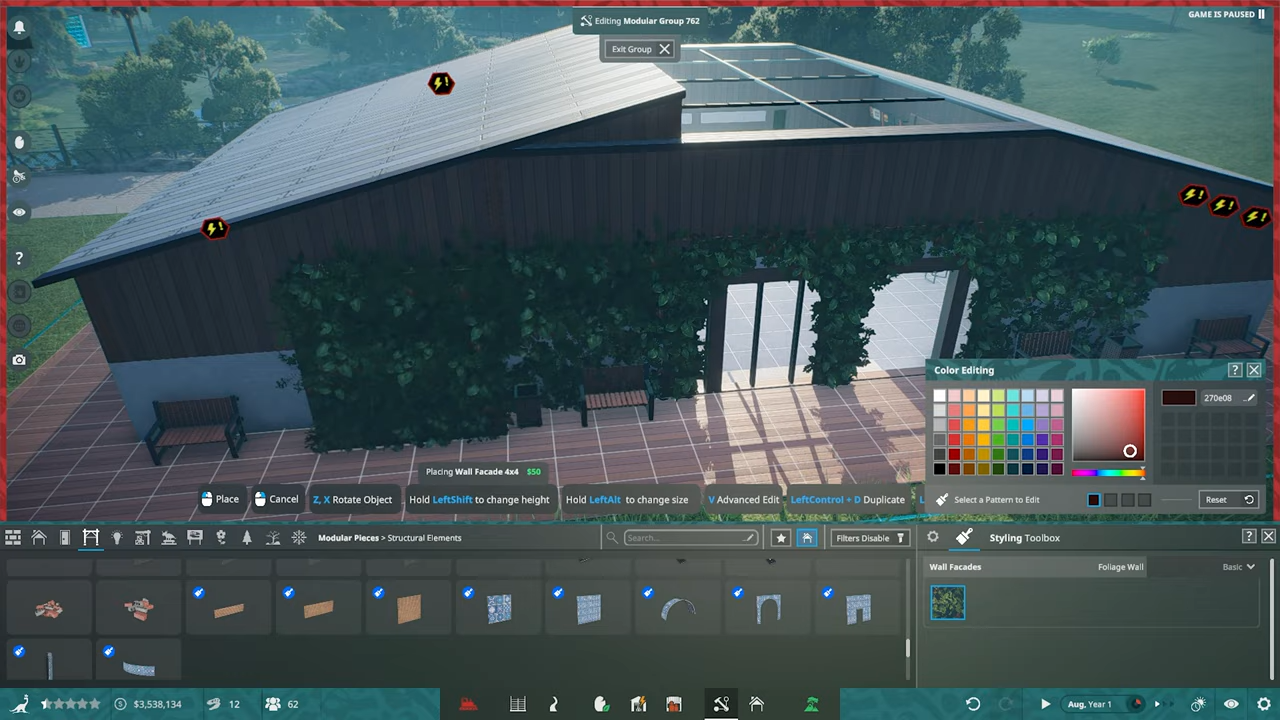 Editing Modular Group 762
GAME IS PAUSED
Exit Group
Color Editing
?
270e08
Placing Wall Facade 4x4 $50
Place
Cancel
Z, X Rotate Object
Hold LeftShift to change height
Hold LeftAlt to change size
V Advanced Edit
LeftControl + D Duplicate
L
Select a Pattern to Edit
Reset
Modular Pieces > Structural Elements
Search...
Filters Disable
Styling Toolbox
?
Wall Facades
Foliage Wall
Basic
$3,538,134
12
62
Aug, Year 1